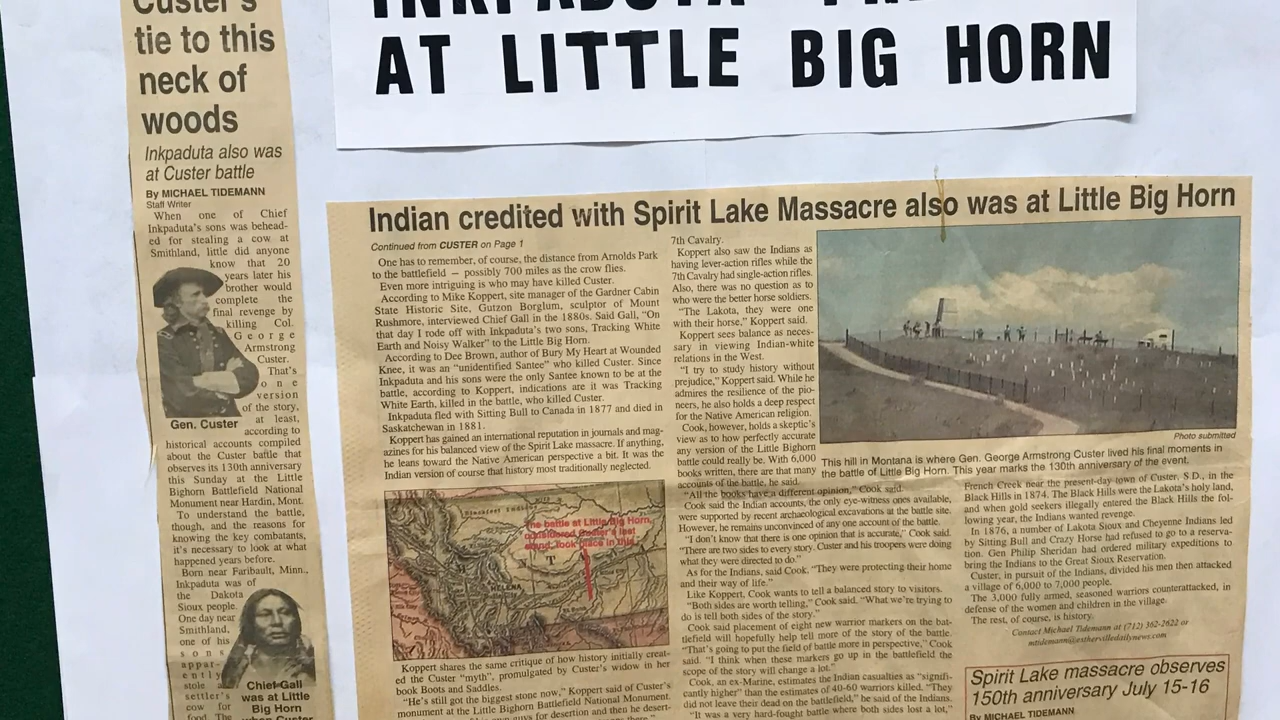 Custer's
tie to this
neck of
woods
Inkpaduta also was
at Custer battle
By MICHAEL TIDEMANN
Staff Writer
When one of Chief
Inkpaduta's sons was behead-
ed for stealing a cow at
Smithland, little did anyone
know that 20
years later his
brother would
complete the
final revenge by
killing Col.
George
Armstrong
Custer.
That's
one
version
of the story,
at least,
according to
Gen. Custer
historical accounts compiled
about the Custer battle that
observes its 130th anniversary
this Sunday at the Little
Bighorn Battlefield National
Monument near Hardin, Mont.
To understand the battle,
though, and the reasons for
knowing the key combatants,
it's necessary to look at what
happened years before.
Born near Faribault, Minn.,
Inkpaduta was of
the Dakota
Sioux people.
One day near
Smithland,
one of his
sons
appar-
ently
stole a
settler's
cow for
food. The
Chief Gall
was at Little
Big Horn
when Custer
INKPADUTA
AT LITTLE BIG HORN
Indian credited with Spirit Lake Massacre also was at Little Big Horn
Continued from CUSTER on Page 1
One has to remember, of course, the distance from Arnolds Park
to the battlefield — possibly 700 miles as the crow flies.
Even more intriguing is who may have killed Custer.
According to Mike Koppert, site manager of the Gardner Cabin
State Historic Site, Gutzon Borglum, sculptor of Mount
Rushmore, interviewed Chief Gall in the 1880s. Said Gall, "On
that day I rode off with Inkpaduta's two sons, Tracking White
Earth and Noisy Walker" to the Little Big Horn.
According to Dee Brown, author of Bury My Heart at Wounded
Knee, it was an "unidentified Santee" who killed Custer. Since
Inkpaduta and his sons were the only Santee known to be at the
battle, according to Koppert, indications are it was Tracking
White Earth, killed in the battle, who killed Custer.
Inkpaduta fled with Sitting Bull to Canada in 1877 and died in
Saskatchewan in 1881.
Koppert has gained an international reputation in journals and mag-
azines for his balanced view of the Spirit Lake massacre. If anything,
he leans toward the Native American perspective a bit. It was the
Indian version of course that history most traditionally neglected.
The battle at Little Big Horn,
considered Custer's last
stand, took place in this
HELENA
Koppert shares the same critique of how history initially creat-
ed the Custer "myth", promulgated by Custer's widow in her
book Boots and Saddles.
"He's still got the biggest stone now," Koppert said of Custer's
monument at the Little Bighorn Battlefield National Monument.
guys for desertion and then he desert-
7th Cavalry.
Koppert also saw the Indians as
having lever-action rifles while the
7th Cavalry had single-action rifles.
Also, there was no question as to
who were the better horse soldiers.
"The Lakota, they were one
with their horse," Koppert said.
Koppert sees balance as neces-
sary in viewing Indian-white
relations in the West.
"I try to study history without
prejudice," Koppert said. While he
admires the resilience of the pio-
neers, he also holds a deep respect
for the Native American religion.
Cook, however, holds a skeptic's
view as to how perfectly accurate
any version of the Little Bighorn
battle could really be. With 6,000
books written, there are that many
accounts of the battle, he said.
"All the books have a different opinion," Cook said.
Cook said the Indian accounts, the only eye-witness ones available,
were supported by recent archaeological excavations at the battle site.
However, he remains unconvinced of any one account of the battle.
"I don't know that there is one opinion that is accurate," Cook said.
"There are two sides to every story. Custer and his troopers were doing
what they were directed to do."
As for the Indians, said Cook, "They were protecting their home
and their way of life."
Like Koppert, Cook wants to tell a balanced story to visitors.
"Both sides are worth telling," Cook said. "What we're trying to
do is tell both sides of the story."
Cook said placement of eight new warrior markers on the bat-
tlefield will hopefully help tell more of the story of the battle.
"That's going to put the field of battle more in perspective," Cook
said. "I think when these markers go up in the battlefield the
scope of the story will change a lot."
Cook, an ex-Marine, estimates the Indian casualties as "signifi-
cantly higher" than the estimates of 40-60 warriors killed. "They
did not leave their dead on the battlefield," he said of the Indians.
"It was a very hard-fought battle where both sides lost a lot,"
Photo submitted
This hill in Montana is where Gen. George Armstrong Custer lived his final moments in
the battle of Little Big Horn. This year marks the 130th anniversary of the event.
French Creek near the present-day town of Custer, S.D., in the
Black Hills in 1874. The Black Hills were the Lakota's holy land,
and when gold seekers illegally entered the Black Hills the fol-
lowing year, the Indians wanted revenge.
In 1876, a number of Lakota Sioux and Cheyenne Indians led
by Sitting Bull and Crazy Horse had refused to go to a reserva-
tion. Gen Philip Sheridan had ordered military expeditions to
bring the Indians to the Great Sioux Reservation.
Custer, in pursuit of the Indians, divided his men then attacked
a village of 6,000 to 7,000 people.
The 3,000 fully armed, seasoned warriors counterattacked, in
defense of the women and children in the village.
The rest, of course, is history.
Contact Michael Tidemann at (712) 362-2622 or
mtidemann@esthervilledailynews.com
Spirit Lake massacre observes
150th anniversary July 15-16
By MICHAEL TIDEMANN